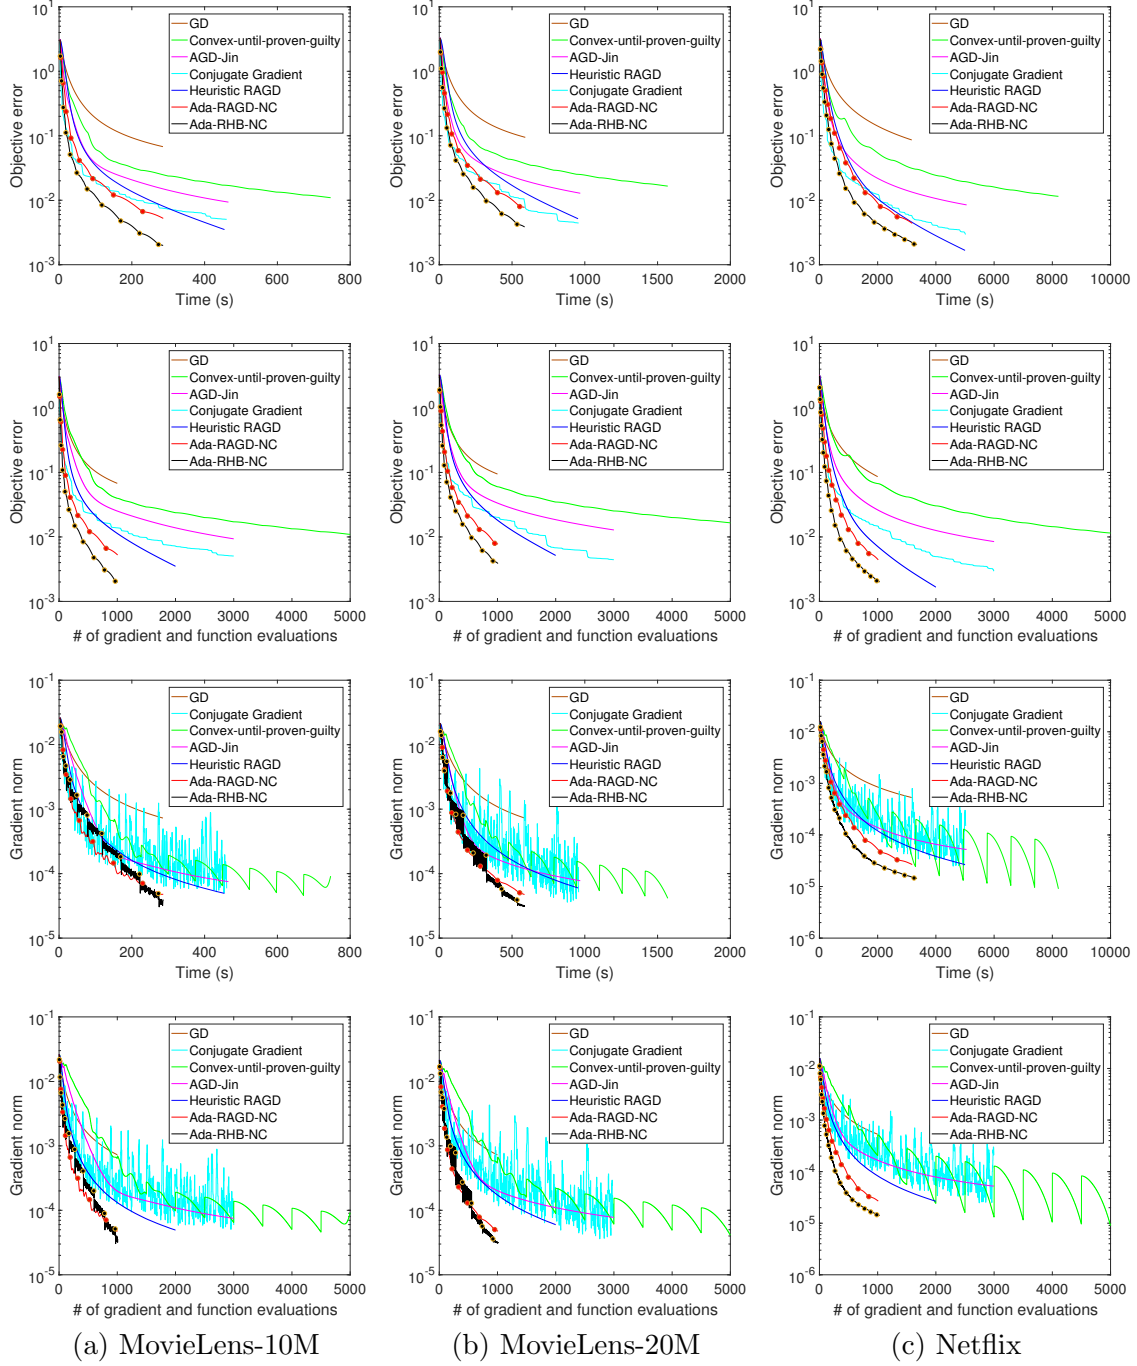 10^1
10^0
10^-1
10^-2
10^-3
Objective error
GD
Convex-until-proven-guilty
AGD-Jin
Conjugate Gradient
Heuristic RAGD
Ada-RAGD-NC
Ada-RHB-NC
0 200 400 600 800
Time (s)
10^1
10^0
10^-1
10^-2
10^-3
Objective error
GD
Convex-until-proven-guilty
AGD-Jin
Heuristic RAGD
Conjugate Gradient
Ada-RAGD-NC
Ada-RHB-NC
0 500 1000 1500 2000
Time (s)
10^1
10^0
10^-1
10^-2
10^-3
Objective error
GD
Convex-until-proven-guilty
AGD-Jin
Conjugate Gradient
Heuristic RAGD
Ada-RAGD-NC
Ada-RHB-NC
0 2000 4000 6000 8000 10000
Time (s)
10^1
10^0
10^-1
10^-2
10^-3
Objective error
GD
Convex-until-proven-guilty
AGD-Jin
Conjugate Gradient
Heuristic RAGD
Ada-RAGD-NC
Ada-RHB-NC
0 1000 2000 3000 4000 5000
# of gradient and function evaluations
10^1
10^0
10^-1
10^-2
10^-3
Objective error
GD
Convex-until-proven-guilty
AGD-Jin
Conjugate Gradient
Heuristic RAGD
Ada-RAGD-NC
Ada-RHB-NC
0 1000 2000 3000 4000 5000
# of gradient and function evaluations
10^1
10^0
10^-1
10^-2
10^-3
Objective error
GD
Convex-until-proven-guilty
AGD-Jin
Conjugate Gradient
Heuristic RAGD
Ada-RAGD-NC
Ada-RHB-NC
0 1000 2000 3000 4000 5000
# of gradient and function evaluations
10^-1
10^-2
10^-3
10^-4
10^-5
Gradient norm
GD
Conjugate Gradient
Convex-until-proven-guilty
AGD-Jin
Heuristic RAGD
Ada-RAGD-NC
Ada-RHB-NC
0 200 400 600 800
Time (s)
10^-1
10^-2
10^-3
10^-4
10^-5
Gradient norm
GD
Conjugate Gradient
Convex-until-proven-guilty
AGD-Jin
Heuristic RAGD
Ada-RAGD-NC
Ada-RHB-NC
0 500 1000 1500 2000
Time (s)
10^-1
10^-2
10^-3
10^-4
10^-5
10^-6
Gradient norm
GD
Conjugate Gradient
Convex-until-proven-guilty
AGD-Jin
Heuristic RAGD
Ada-RAGD-NC
Ada-RHB-NC
0 2000 4000 6000 8000 10000
Time (s)
10^-1
10^-2
10^-3
10^-4
10^-5
Gradient norm
GD
Conjugate Gradient
Convex-until-proven-guilty
AGD-Jin
Heuristic RAGD
Ada-RAGD-NC
Ada-RHB-NC
0 1000 2000 3000 4000 5000
# of gradient and function evaluations
10^-1
10^-2
10^-3
10^-4
10^-5
Gradient norm
GD
Conjugate Gradient
Convex-until-proven-guilty
AGD-Jin
Heuristic RAGD
Ada-RAGD-NC
Ada-RHB-NC
0 1000 2000 3000 4000 5000
# of gradient and function evaluations
10^-1
10^-2
10^-3
10^-4
10^-5
10^-6
Gradient norm
GD
Conjugate Gradient
Convex-until-proven-guilty
AGD-Jin
Heuristic RAGD
Ada-RAGD-NC
Ada-RHB-NC
0 1000 2000 3000 4000 5000
# of gradient and function evaluations
(a) MovieLens-10M
(b) MovieLens-20M
(c) Netflix